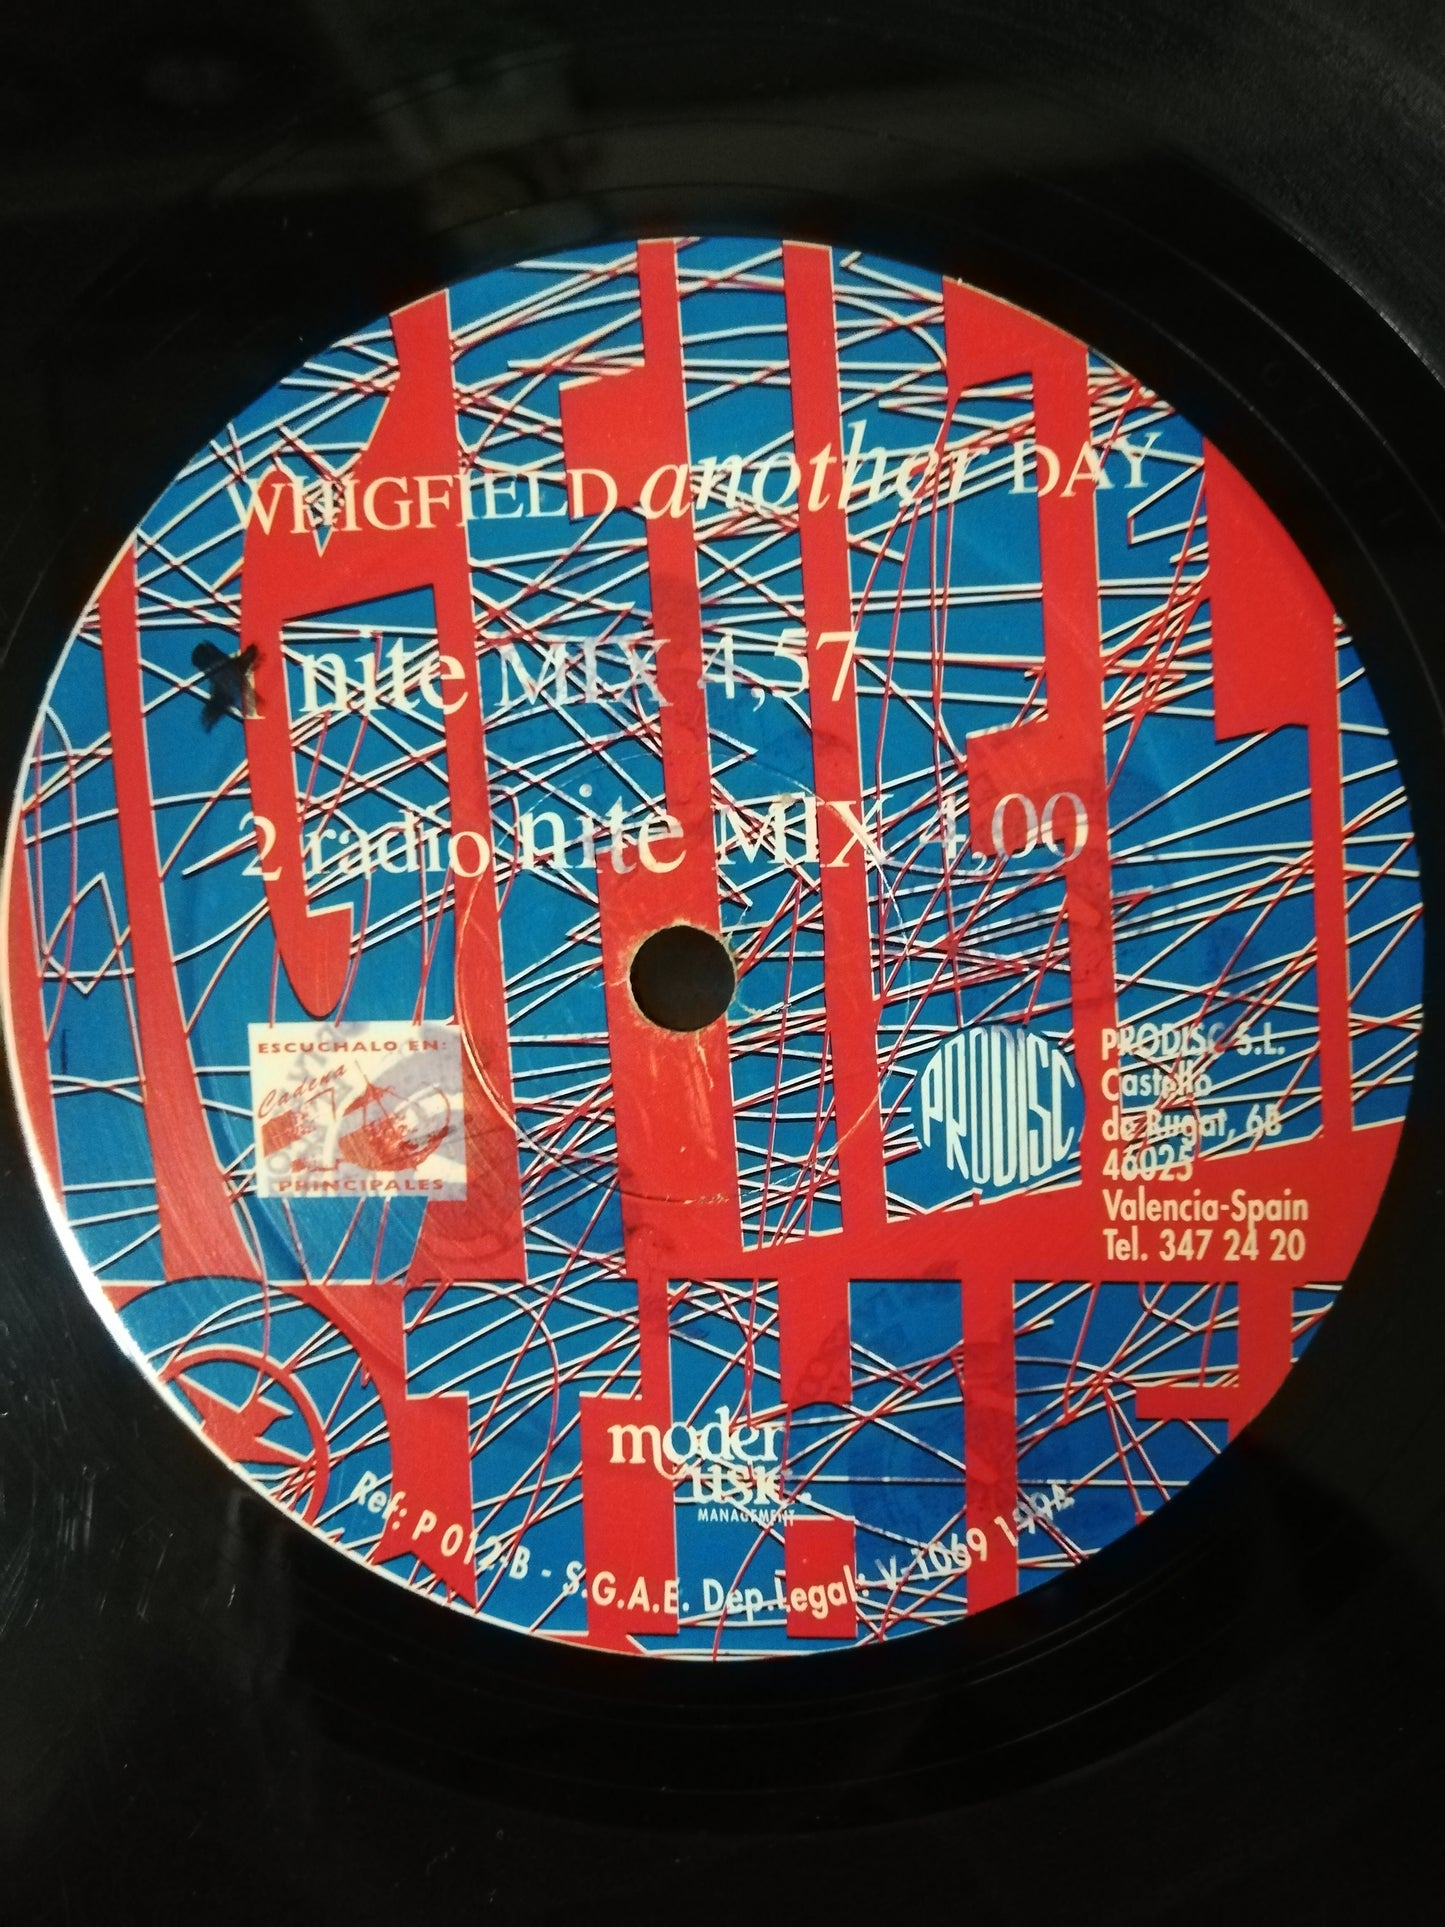 WHIGFIELD another DAY
1 nite MIX 4,57
2 radio nite MIX 4,00
ESCUCHALO EN:
Cadena
PRINCIPALES
PRODISC
PRODISC S.L.
Castello
de Rugat, 6B
46025
Valencia-Spain
Tel. 347 24 20
moder
usic.
MANAGEMENT
Ref: P 012-B - S.G.A.E. Dep.Legal: V-1069 1994